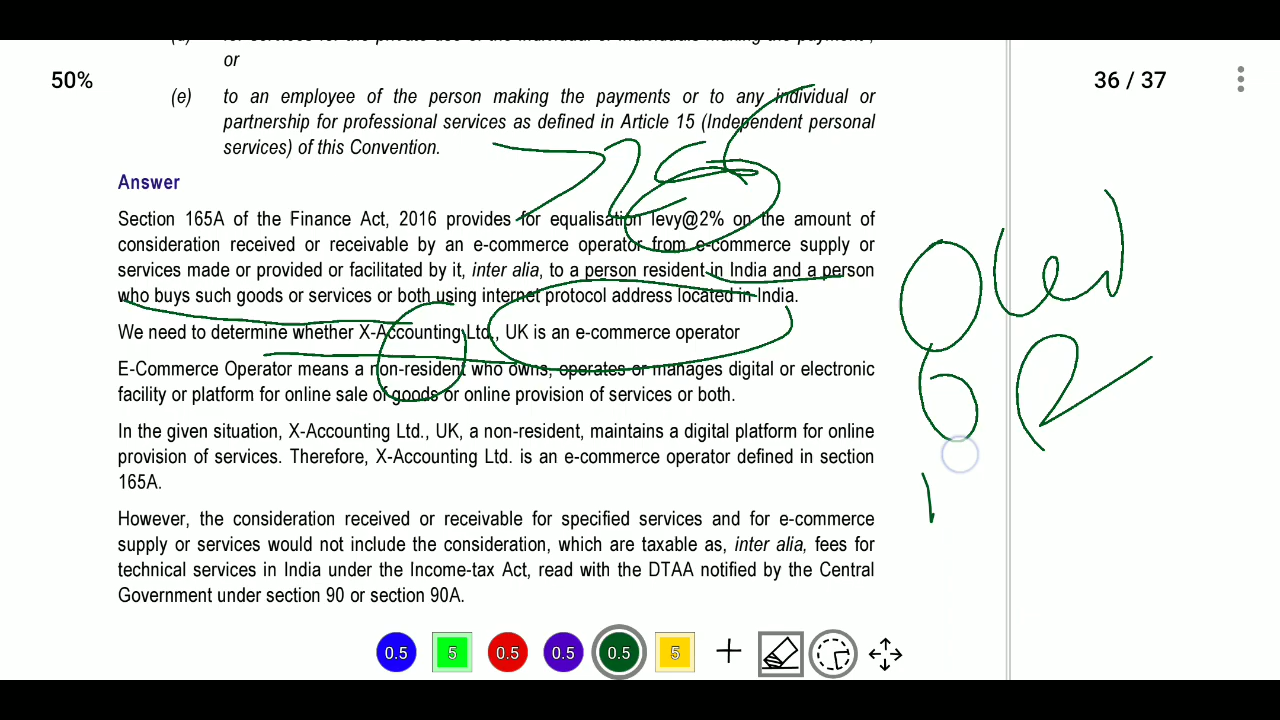 50%
36 / 37
or
(e) to an employee of the person making the payments or to any individual or
partnership for professional services as defined in Article 15 (Independent personal
services) of this Convention.
Answer
Section 165A of the Finance Act, 2016 provides for equalisation levy@2% on the amount of
consideration received or receivable by an e-commerce operator from e-commerce supply or
services made or provided or facilitated by it, inter alia, to a person resident in India and a person
who buys such goods or services or both using internet protocol address located in India.
We need to determine whether X-Accounting Ltd., UK is an e-commerce operator
E-Commerce Operator means a non-resident who owns, operates or manages digital or electronic
facility or platform for online sale of goods or online provision of services or both.
In the given situation, X-Accounting Ltd., UK, a non-resident, maintains a digital platform for online
provision of services. Therefore, X-Accounting Ltd. is an e-commerce operator defined in section
165A.
However, the consideration received or receivable for specified services and for e-commerce
supply or services would not include the consideration, which are taxable as, inter alia, fees for
technical services in India under the Income-tax Act, read with the DTAA notified by the Central
Government under section 90 or section 90A.
0.5 5 0.5 0.5 0.5 5